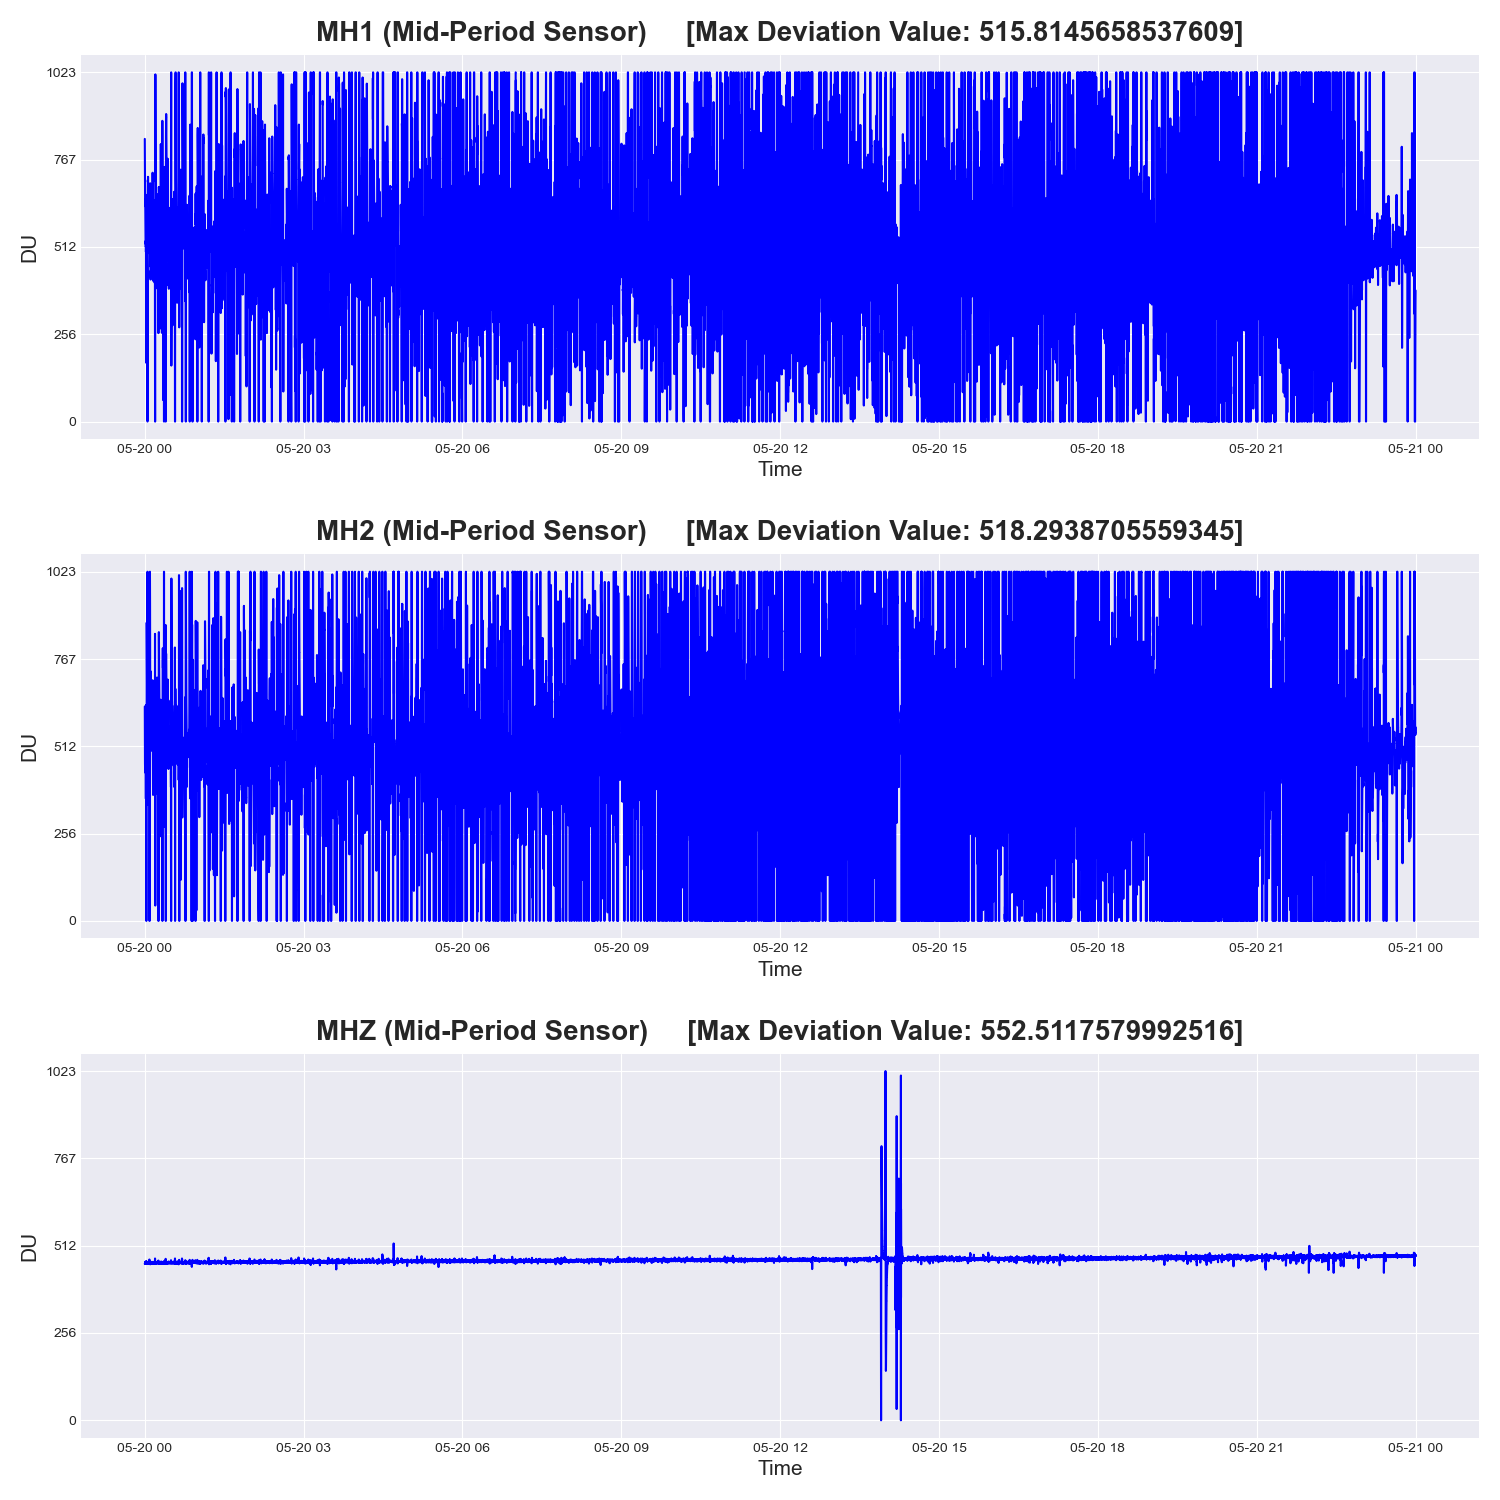 MH1 (Mid-Period Sensor) [Max Deviation Value: 515.8145658537609]
1023
767
512
256
0
DU
05-20 00 05-20 03 05-20 06 05-20 09 05-20 12 05-20 15 05-20 18 05-20 21 05-21 00
Time
MH2 (Mid-Period Sensor) [Max Deviation Value: 518.2938705559345]
1023
767
512
256
0
DU
05-20 00 05-20 03 05-20 06 05-20 09 05-20 12 05-20 15 05-20 18 05-20 21 05-21 00
Time
MHZ (Mid-Period Sensor) [Max Deviation Value: 552.5117579992516]
1023
767
512
256
0
DU
05-20 00 05-20 03 05-20 06 05-20 09 05-20 12 05-20 15 05-20 18 05-20 21 05-21 00
Time